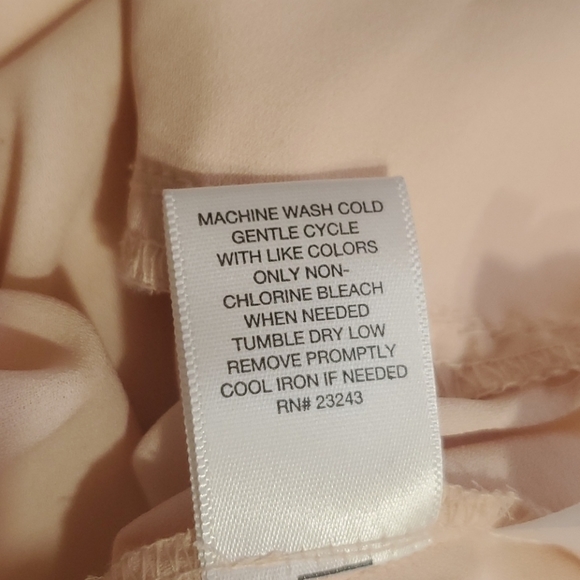 MACHINE WASH COLD
GENTLE CYCLE
WITH LIKE COLORS
ONLY NON-
CHLORINE BLEACH
WHEN NEEDED
TUMBLE DRY LOW
REMOVE PROMPTLY
COOL IRON IF NEEDED
RN# 23243